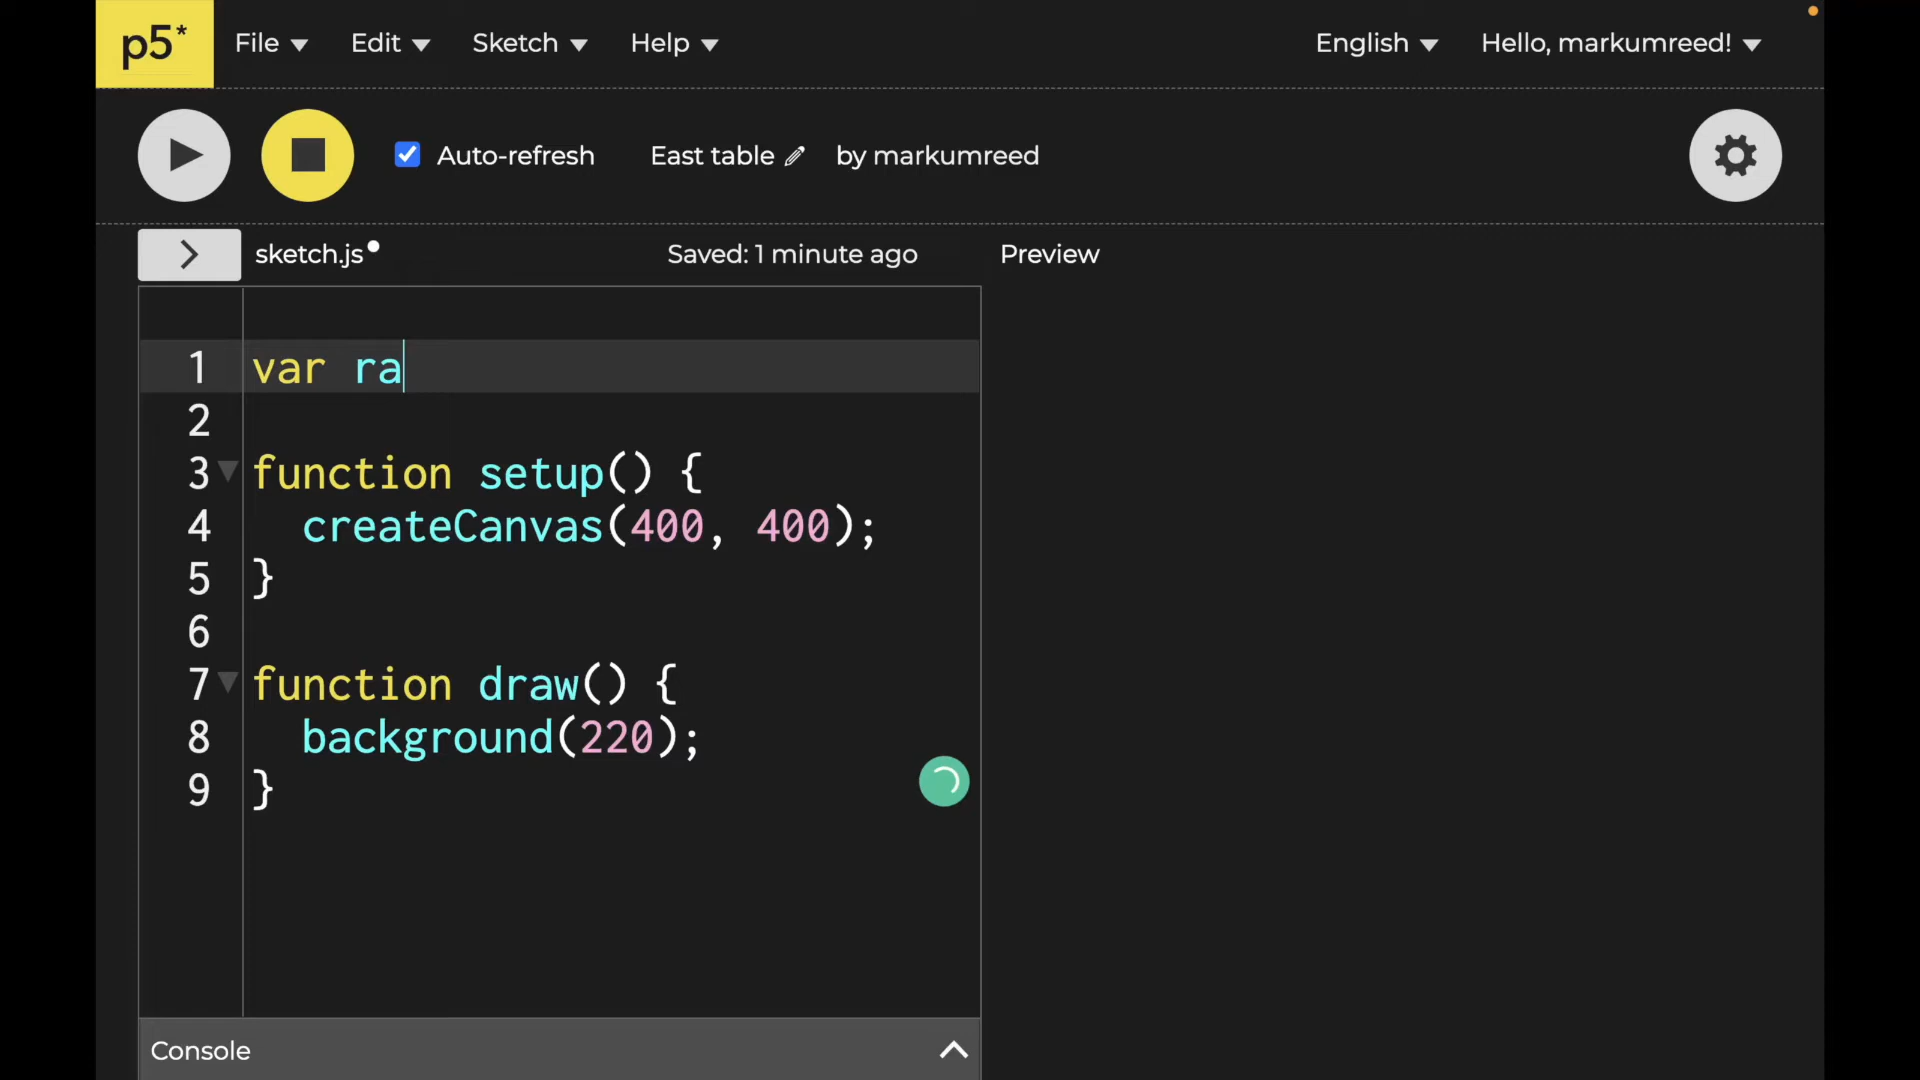 p5* File Edit Sketch Help English Hello, markumreed!
Auto-refresh East table by markumreed
sketch.js Saved: 1 minute ago Preview
1 var ra
2
3 function setup() {
4 createCanvas(400, 400);
5 }
6
7 function draw() {
8 background(220);
9 }
Console